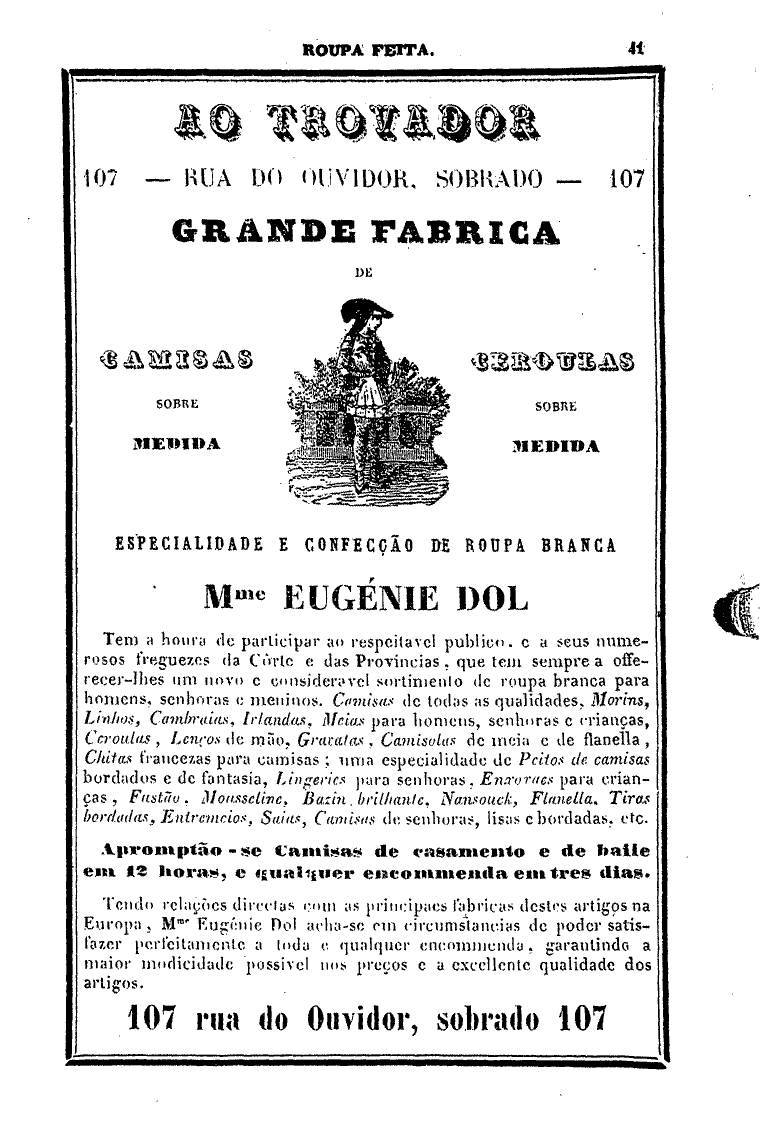 ROUPA FEITA. 41
AO TROVADOR
107 — RUA DO OUVIDOR, SOBRADO — 107
GRANDE FABRICA
DE
CAMISAS
SOBRE
MEDIDA
CEROULAS
SOBRE
MEDIDA
ESPECIALIDADE E CONFECÇÃO DE ROUPA BRANCA
Mme EUGÉNIE DOL
Tem a honra de participar ao respeitavel publico, e a seus nume-
rosos freguezes da Côrte e das Provincias, que tem sempre a offe-
recer-lhes um novo e consideravel sortimento de roupa branca para
homens, senhoras e meninos. Camisas de todas as qualidades, Morins,
Linhos, Cambraias, Irlandas, Meias para homens, senhoras e crianças,
Ceroulas, Lenços de mão, Gravatas, Camisolas de meia e de flanella,
Chitas francezas para camisas; uma especialidade de Peitos de camisas
bordados e de fantasia, Lingeries para senhoras, Enxovaes para crian-
ças, Fustão, Mousseline, Bazin brilhante, Nansouck, Flanella, Tiras
bordadas, Entremeios, Saias, Camisas de senhoras, lisas e bordadas, etc.
Apromptão-se Camisas de casamento e de baile
em 12 horas, e qualquer encommenda em tres dias.
Tendo relações directas com as principaes fabricas destes artigos na
Europa, Mme Eugénie Dol acha-se em circumstancias de poder satis-
fazer perfeitamente a toda e qualquer encommenda, garantindo a
maior modicidade possivel nos preços e a excellente qualidade dos
artigos.
107 rua do Ouvidor, sobrado 107